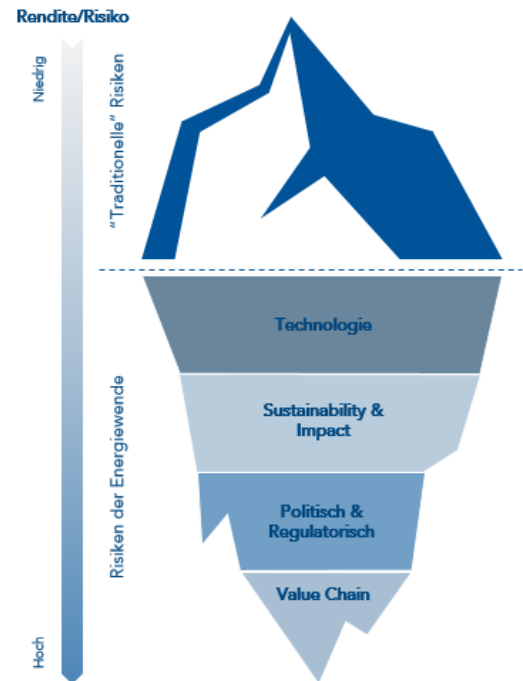 Rendite/Risiko
Niedrig
"Traditionelle" Risiken
Technologie
Sustainability &
Impact
Risiken der Energiewende
Politisch &
Regulatorisch
Value Chain
Hoch